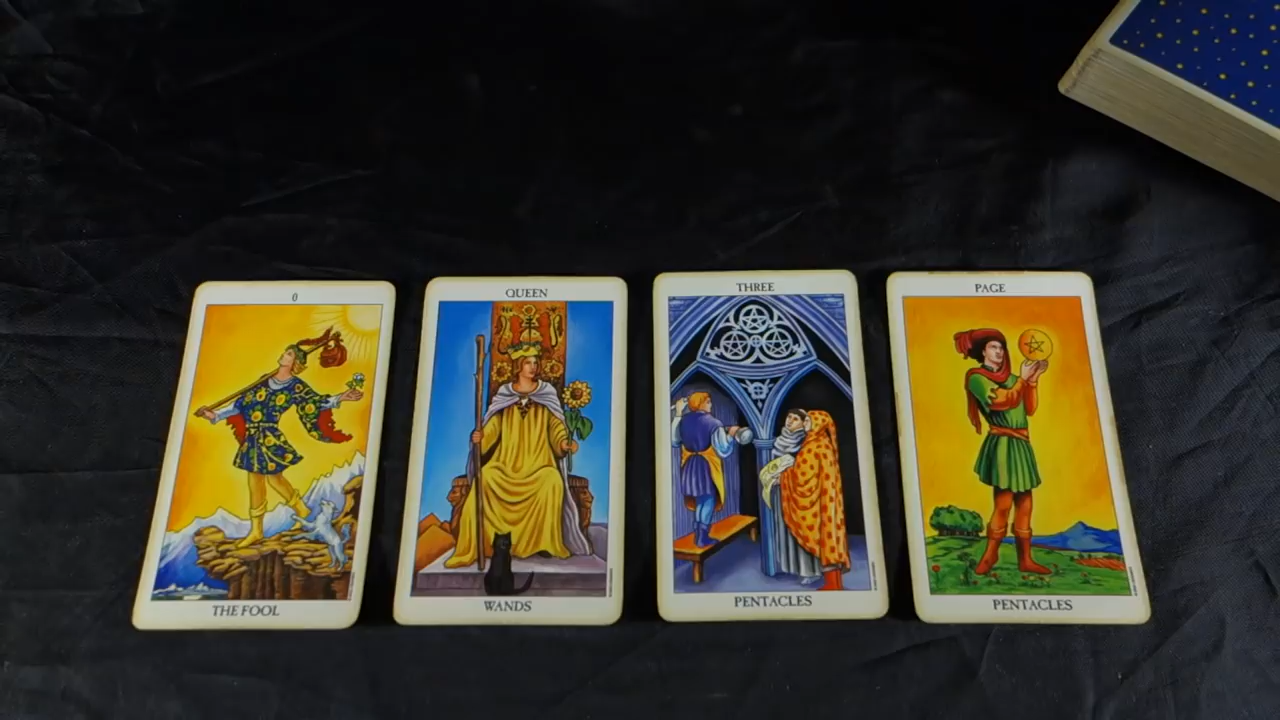 0
THE FOOL
QUEEN
WANDS
THREE
PENTACLES
PAGE
PENTACLES